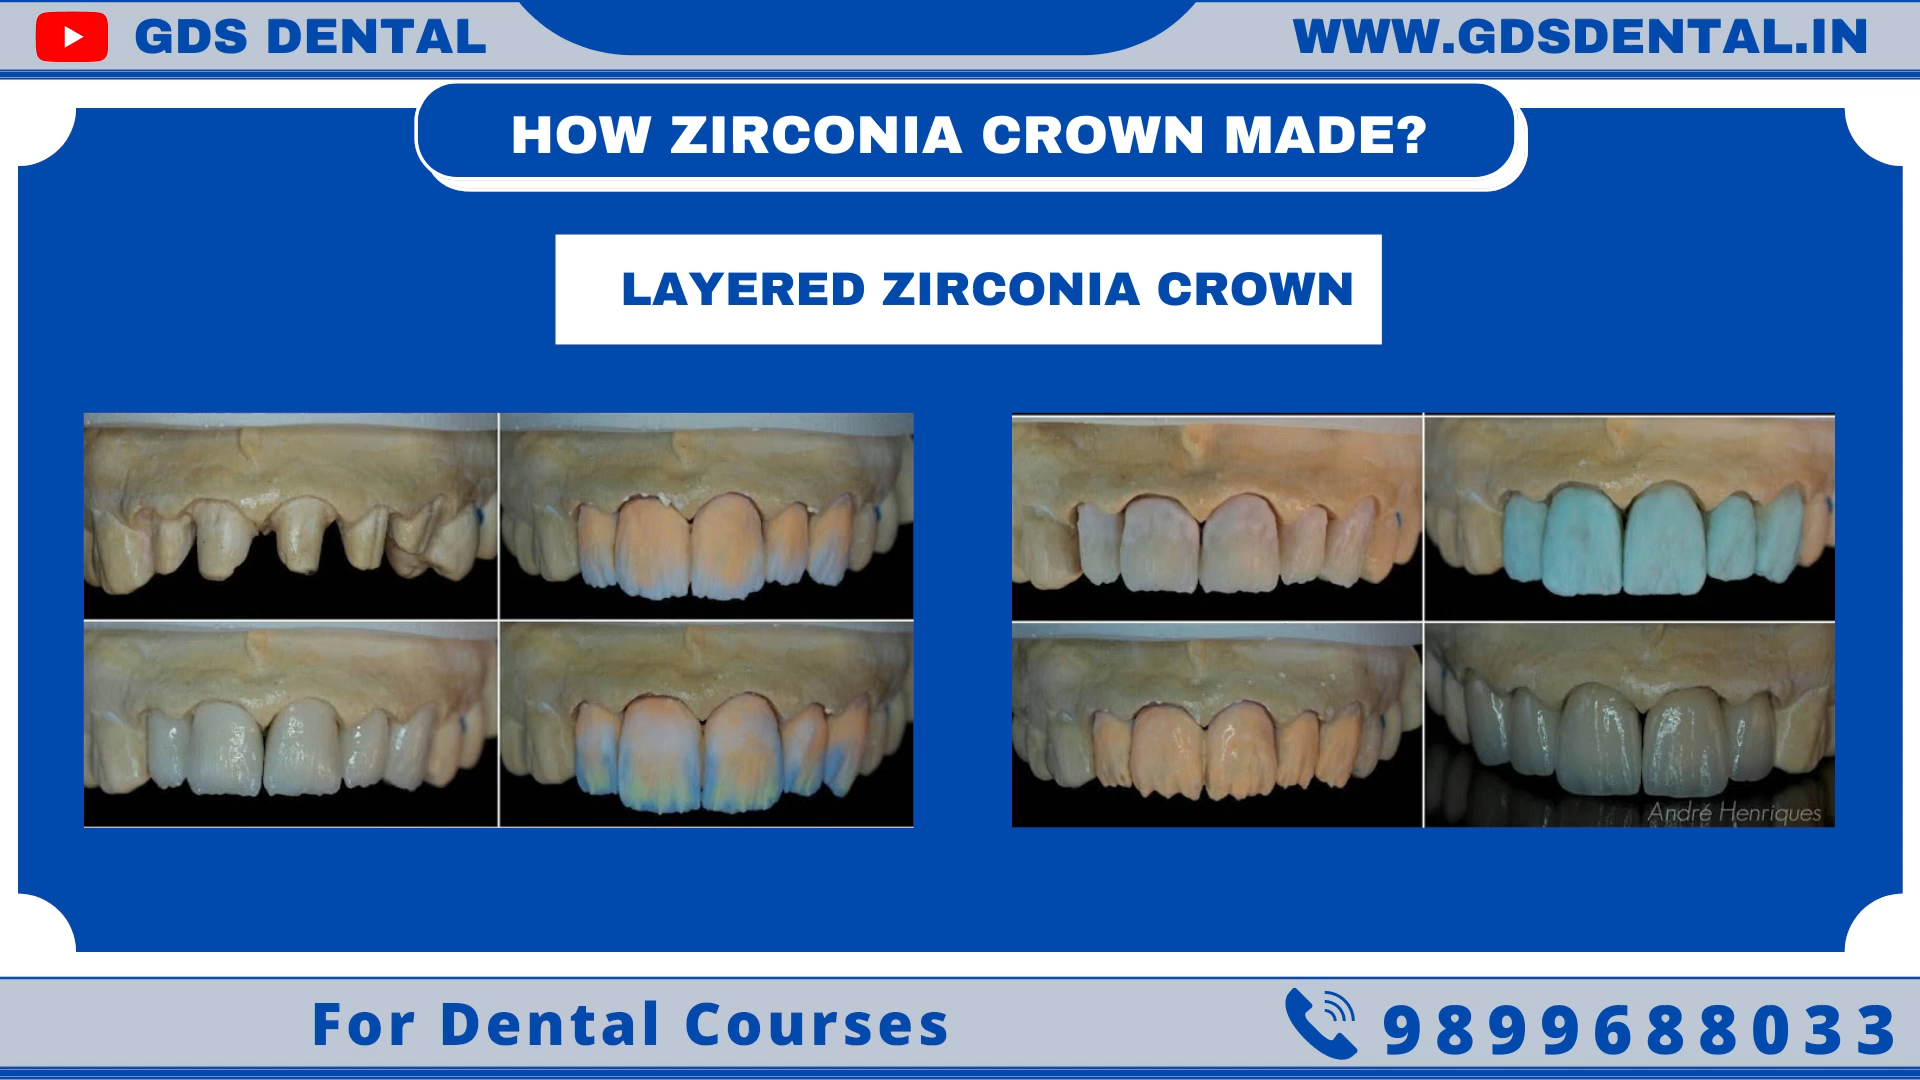 GDS DENTAL
WWW.GDSDENTAL.IN
HOW ZIRCONIA CROWN MADE?
LAYERED ZIRCONIA CROWN
André Henriques
For Dental Courses
9899688033